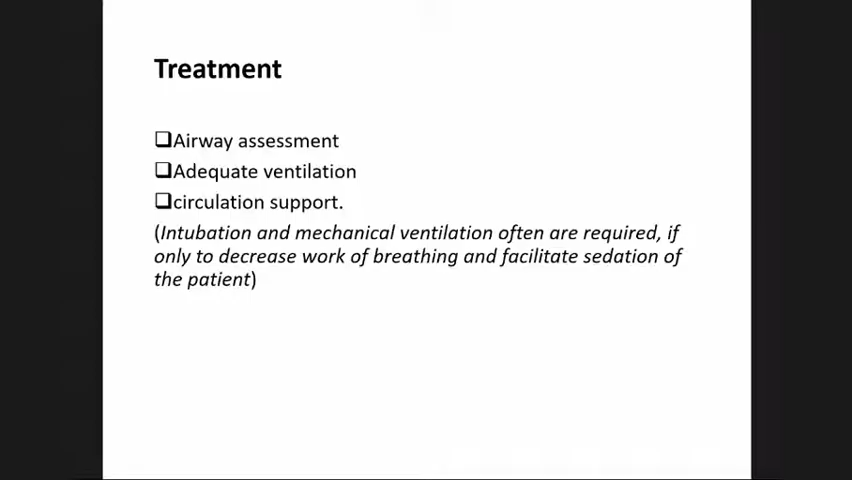 Treatment
❑Airway assessment
❑Adequate ventilation
❑circulation support.
(Intubation and mechanical ventilation often are required, if
only to decrease work of breathing and facilitate sedation of
the patient)